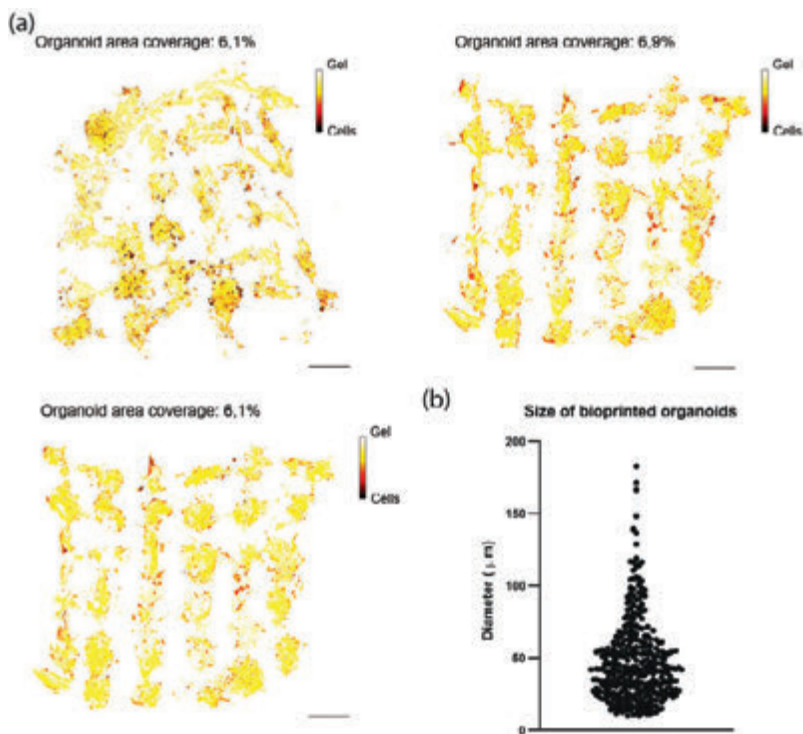 (a)
Organoid area coverage: 6,1%
Gel
Cells
Organoid area coverage: 6,9%
Gel
Cells
Organoid area coverage: 6,1%
Gel
Cells
(b)
Size of bioprinted organoids
Diameter (μm)
200
150
100
50
0